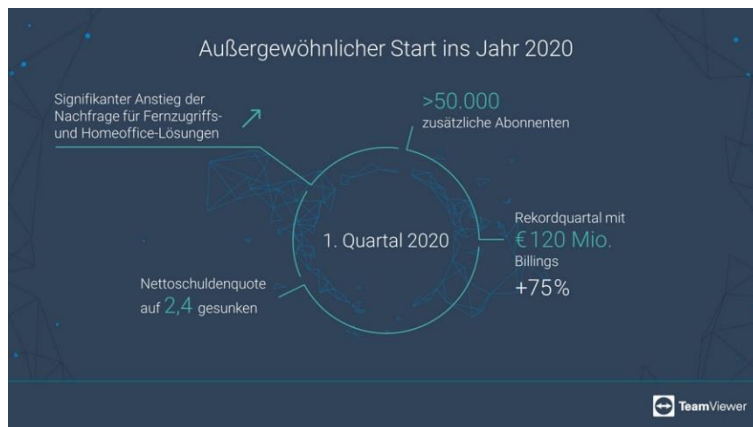 Außergewöhnlicher Start ins Jahr 2020
Signifikanter Anstieg der
Nachfrage für Fernzugriffs-
und Homeoffice-Lösungen
>50.000
zusätzliche Abonnenten
1. Quartal 2020
Rekordquartal mit
€ 120 Mio.
Billings
+75%
Nettoschuldenquote
auf 2,4 gesunken
TeamViewer